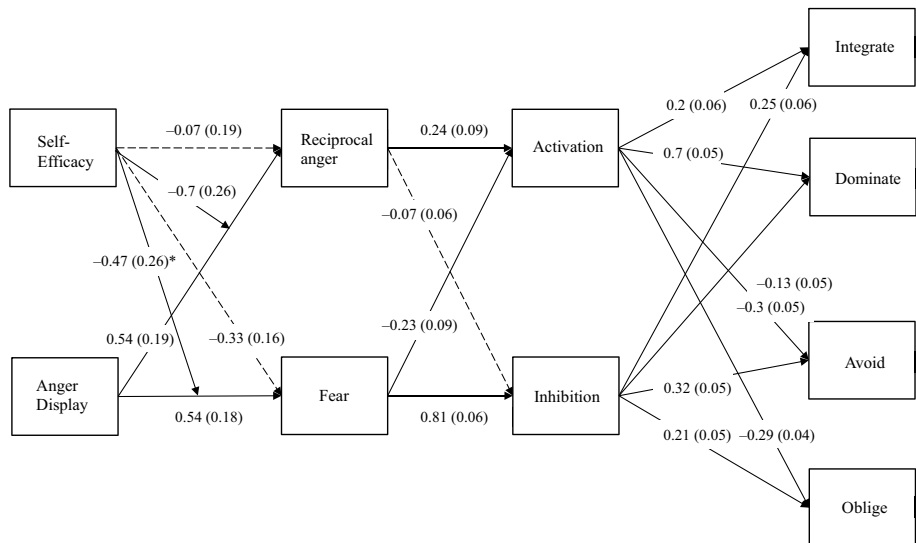 Integrate
0.2 (0.06)
0.25 (0.06)
Self-
Efficacy
−0.07 (0.19)
Reciprocal
anger
0.24 (0.09)
Activation
0.7 (0.05)
Dominate
−0.7 (0.26)
−0.07 (0.06)
−0.47 (0.26)*
−0.13 (0.05)
−0.3 (0.05)
0.54 (0.19)
−0.33 (0.16)
−0.23 (0.09)
Avoid
Anger
Display
Fear
Inhibition
0.32 (0.05)
0.54 (0.18)
0.81 (0.06)
0.21 (0.05)
−0.29 (0.04)
Oblige